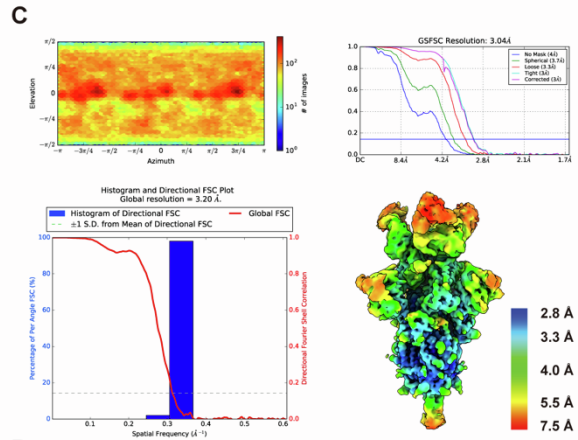 C
π/2
π/4
0
−π/4
−π/2
Elevation
−π
−3π/4
−π/2
−π/4
0
π/4
π/2
3π/4
π
Azimuth
10²
10¹
10⁰
# of images
GSFSC Resolution: 3.04Å
1.0
0.8
0.6
0.4
0.2
0.0
No Mask (4Å)
Spherical (3.7Å)
Loose (3.3Å)
Tight (3Å)
Corrected (3Å)
DC
8.4Å
4.2Å
2.8Å
2.1Å
1.7Å
Histogram and Directional FSC Plot
Global resolution = 3.20 Å.
Histogram of Directional FSC
Global FSC
±1 S.D. from Mean of Directional FSC
100
80
60
40
20
0
Percentage of Per Angle FSC (%)
1.0
0.8
0.6
0.4
0.2
0.0
Directional Fourier Shell Correlation
0.0
0.1
0.2
0.3
0.4
0.5
0.6
Spatial Frequency (Å⁻¹)
2.8 Å
3.3 Å
4.0 Å
5.5 Å
7.5 Å